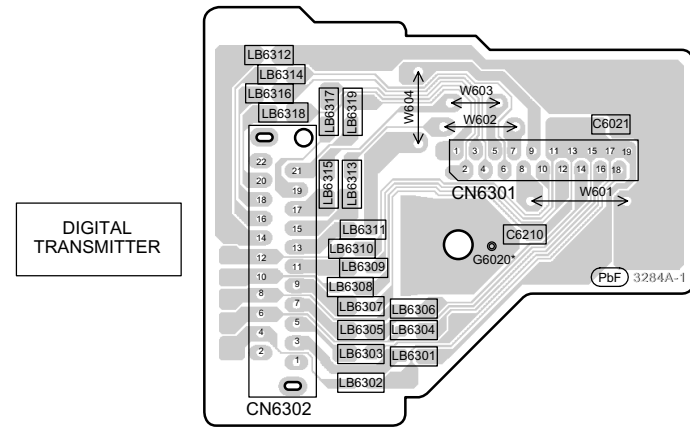 LB6312
LB6314
LB6316
LB6318
LB6317
LB6319
W604
W603
W602
C6021
1 3 5 7 9 11 13 15 17 19
2 4 6 8 10 12 14 16 18
CN6301
W601
22
21
20
19
18
17
16
15
14
13
12
11
10
9
8
7
6
5
4
3
2
1
LB6315
LB6313
DIGITAL
TRANSMITTER
LB6311
LB6310
LB6309
LB6308
LB6307
LB6306
LB6305
LB6304
LB6303
LB6301
LB6302
C6210
G6020*
PbF 3284A-1
CN6302